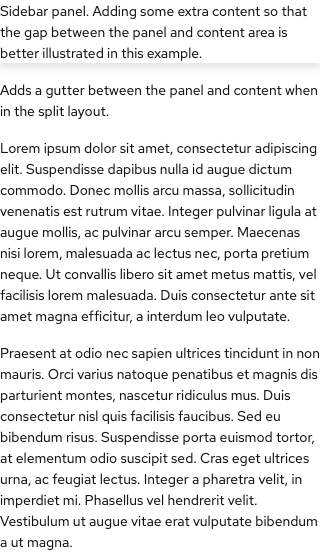 Sidebar panel. Adding some extra content so that
the gap between the panel and content area is
better illustrated in this example.
Adds a gutter between the panel and content when
in the split layout.
Lorem ipsum dolor sit amet, consectetur adipiscing
elit. Suspendisse dapibus nulla id augue dictum
commodo. Donec mollis arcu massa, sollicitudin
venenatis est rutrum vitae. Integer pulvinar ligula at
augue mollis, ac pulvinar arcu semper. Maecenas
nisi lorem, malesuada ac lectus nec, porta pretium
neque. Ut convallis libero sit amet metus mattis, vel
facilisis lorem malesuada. Duis consectetur ante sit
amet magna efficitur, a interdum leo vulputate.
Praesent at odio nec sapien ultrices tincidunt in non
mauris. Orci varius natoque penatibus et magnis dis
parturient montes, nascetur ridiculus mus. Duis
consectetur nisl quis facilisis faucibus. Sed eu
bibendum risus. Suspendisse porta euismod tortor,
at elementum odio suscipit sed. Cras eget ultrices
urna, ac feugiat lectus. Integer a pharetra velit, in
imperdiet mi. Phasellus vel hendrerit velit.
Vestibulum ut augue vitae erat vulputate bibendum
a ut magna.